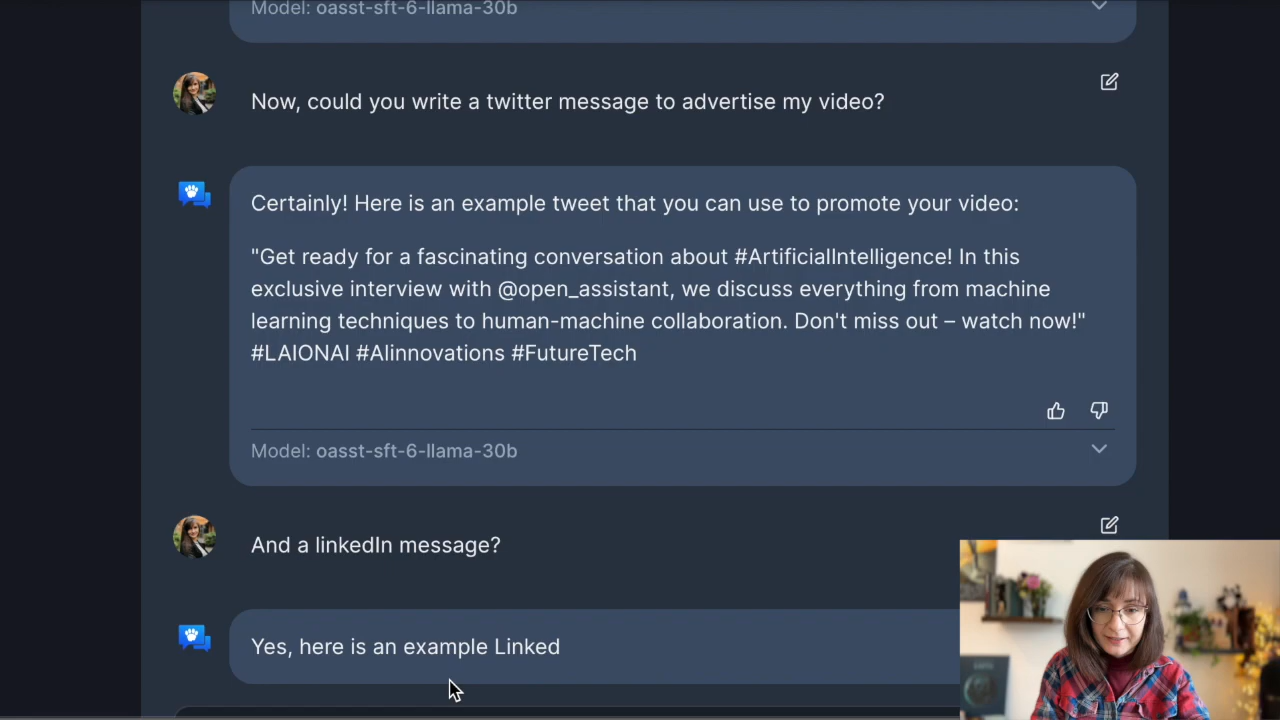 Model: oasst-sft-6-llama-30b
Now, could you write a twitter message to advertise my video?
Certainly! Here is an example tweet that you can use to promote your video:
"Get ready for a fascinating conversation about #ArtificialIntelligence! In this
exclusive interview with @open_assistant, we discuss everything from machine
learning techniques to human-machine collaboration. Don't miss out – watch now!"
#LAIONAI #AIinnovations #FutureTech
Model: oasst-sft-6-llama-30b
And a linkedIn message?
Yes, here is an example Linked